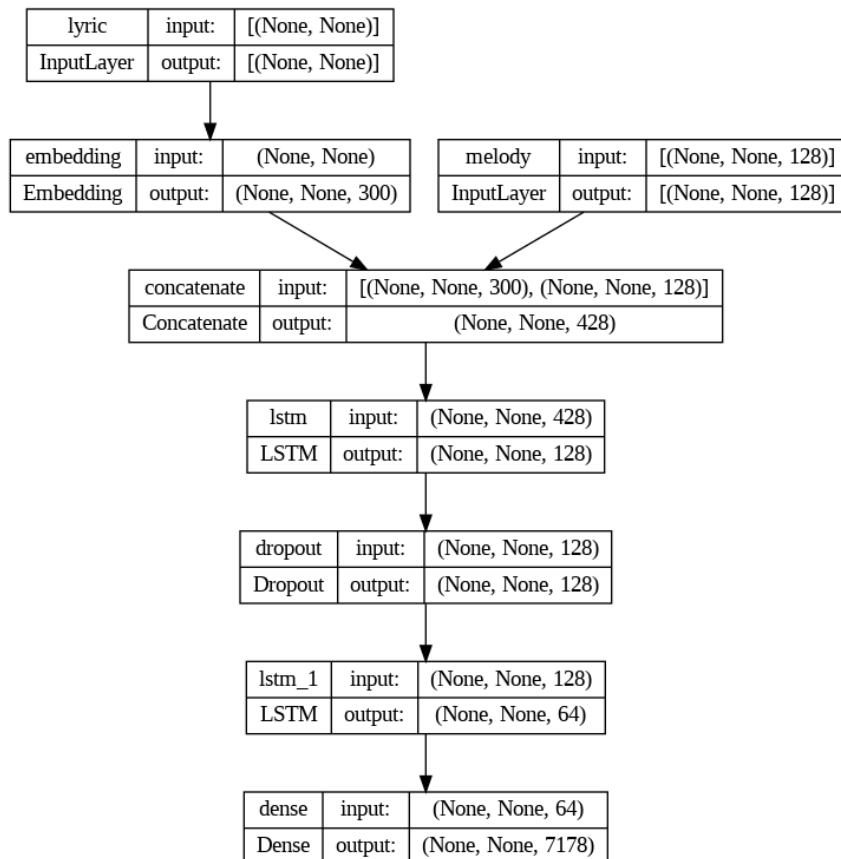 lyric input: [(None, None)]
InputLayer output: [(None, None)]
embedding input: (None, None)
Embedding output: (None, None, 300)
melody input: [(None, None, 128)]
InputLayer output: [(None, None, 128)]
concatenate input: [(None, None, 300), (None, None, 128)]
Concatenate output: (None, None, 428)
lstm input: (None, None, 428)
LSTM output: (None, None, 128)
dropout input: (None, None, 128)
Dropout output: (None, None, 128)
lstm_1 input: (None, None, 128)
LSTM output: (None, None, 64)
dense input: (None, None, 64)
Dense output: (None, None, 7178)